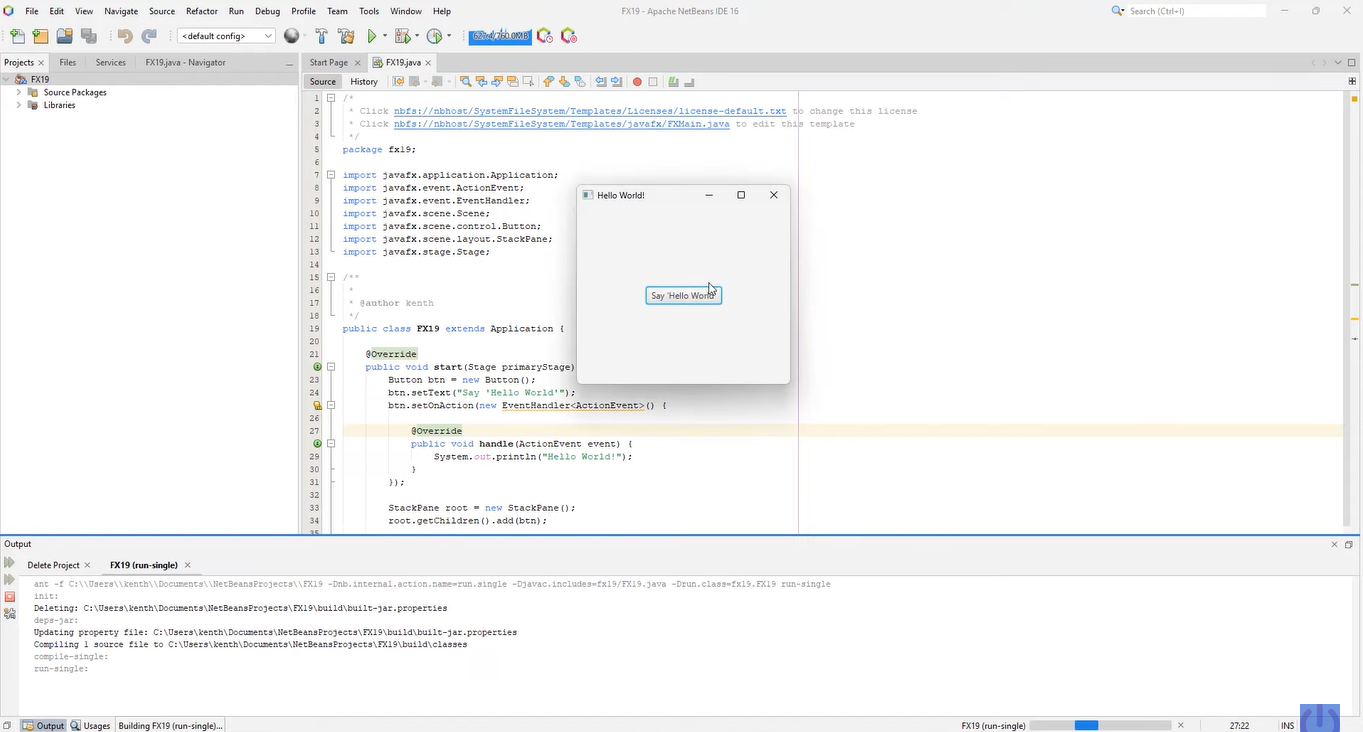 File Edit View Navigate Source Refactor Run Debug Profile Team Tools Window Help
FX19 - Apache NetBeans IDE 16
Search (Ctrl+I)
<default config>
Projects Files Services FX19.java - Navigator
Start Page FX19.java
FX19
Source Packages
Libraries
Source History
1 /*
2 * Click nbfs://nbhost/SystemFileSystem/Templates/Licenses/license-default.txt to change this license
3 * Click nbfs://nbhost/SystemFileSystem/Templates/javafx/FXMain.java to edit this template
4 */
5 package fx19;
6
7 import javafx.application.Application;
8 import javafx.event.ActionEvent;
9 import javafx.event.EventHandler;
10 import javafx.scene.Scene;
11 import javafx.scene.control.Button;
12 import javafx.scene.layout.StackPane;
13 import javafx.stage.Stage;
14
15 /**
16 *
17 * @author kenth
18 */
19 public class FX19 extends Application {
20
21 @Override
public void start(Stage primaryStage)
23 Button btn = new Button();
24 btn.setText("Say 'Hello World'");
btn.setOnAction(new EventHandler<ActionEvent>() {
26
27 @Override
public void handle(ActionEvent event) {
29 System.out.println("Hello World!");
30 }
31 });
32
33 StackPane root = new StackPane();
34 root.getChildren().add(btn);
35
Hello World!
Say 'Hello World'
Output
Delete Project FX19 (run-single)
ant -f C:\\Users\\kenth\\Documents\\NetBeansProjects\\FX19 -Dnb.internal.action.name=run.single -Djavac.includes=fx19/FX19.java -Drun.class=fx19.FX19 run-single
init:
Deleting: C:\Users\kenth\Documents\NetBeansProjects\FX19\build\built-jar.properties
deps-jar:
Updating property file: C:\Users\kenth\Documents\NetBeansProjects\FX19\build\built-jar.properties
Compiling 1 source file to C:\Users\kenth\Documents\NetBeansProjects\FX19\build\classes
compile-single:
run-single:
Output Usages Building FX19 (run-single)...
FX19 (run-single)
27:22 INS